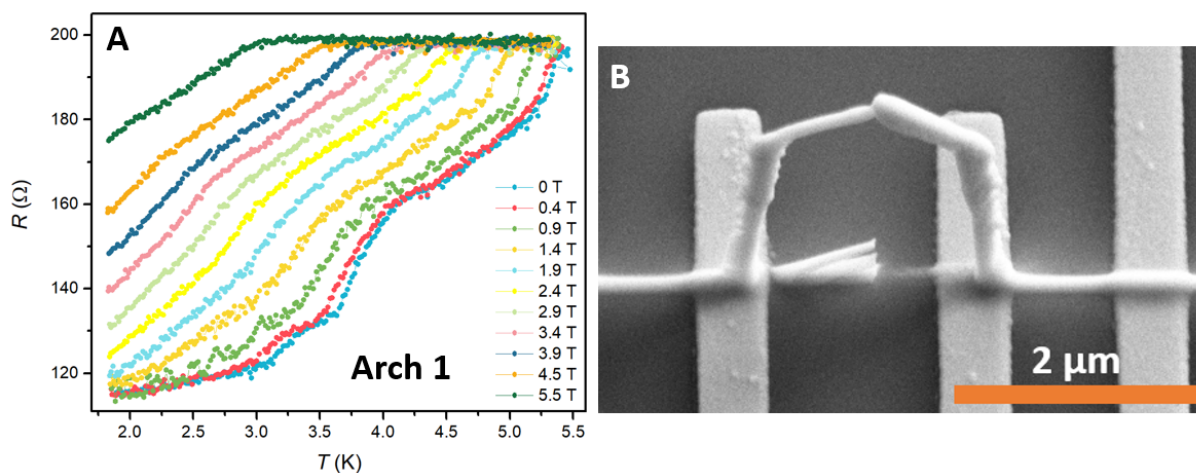 A
200
180
160
140
120
R (Ω)
2.0 2.5 3.0 3.5 4.0 4.5 5.0 5.5
T (K)
Arch 1
0 T
0.4 T
0.9 T
1.4 T
1.9 T
2.4 T
2.9 T
3.4 T
3.9 T
4.5 T
5.5 T
B
2 μm